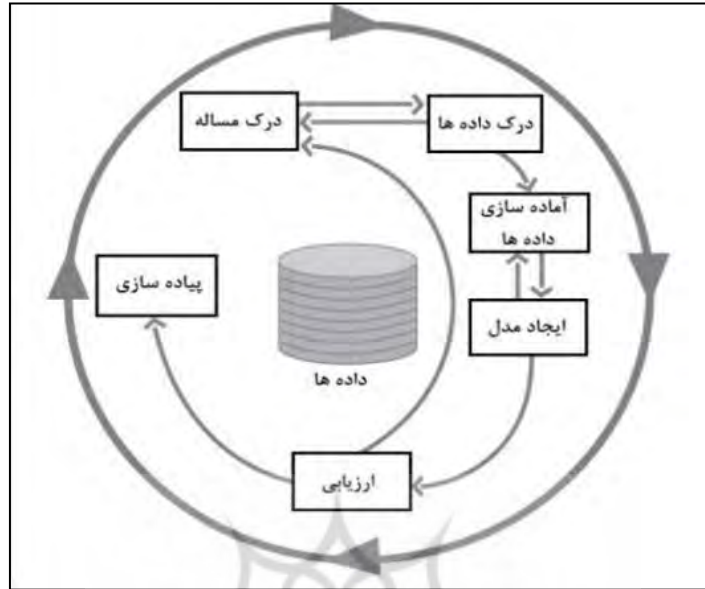 درک مساله
درک داده ها
آماده سازی
داده ها
ایجاد مدل
ارزیابی
پیاده سازی
داده ها